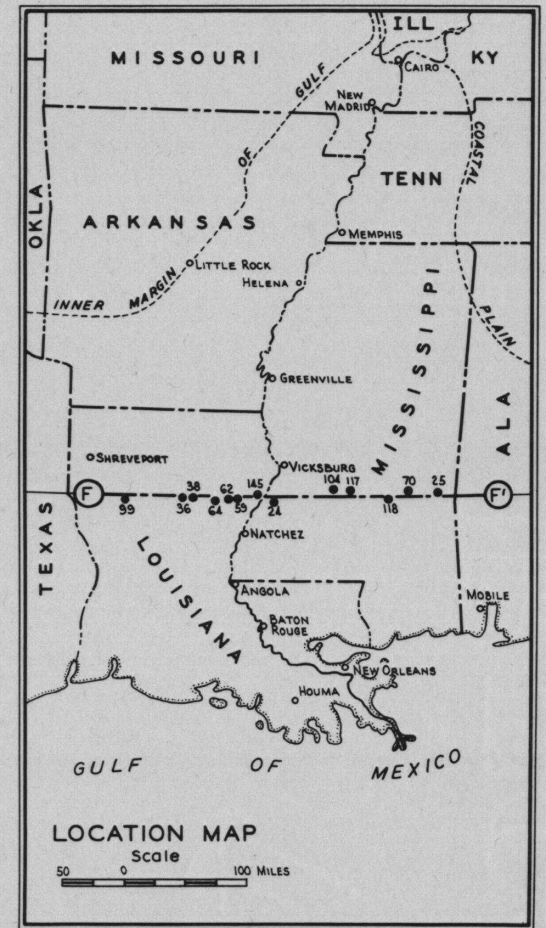 ILL
MISSOURI
KY
CAIRO
GULF
NEW
MADRID
OF
COASTAL
TENN
OKLA
ARKANSAS
MEMPHIS
LITTLE ROCK
MARGIN
HELENA
INNER
PLAIN
MISSISSIPPI
GREENVILLE
ALA
SHREVEPORT
VICKSBURG
38 62 145 104 117 70 25
F F'
99 36 64 59 24 118
TEXAS
NATCHEZ
LOUISIANA
ANGOLA
MOBILE
BATON
ROUGE
NEW ORLEANS
HOUMA
GULF OF MEXICO
LOCATION MAP
Scale
50 0 100 MILES